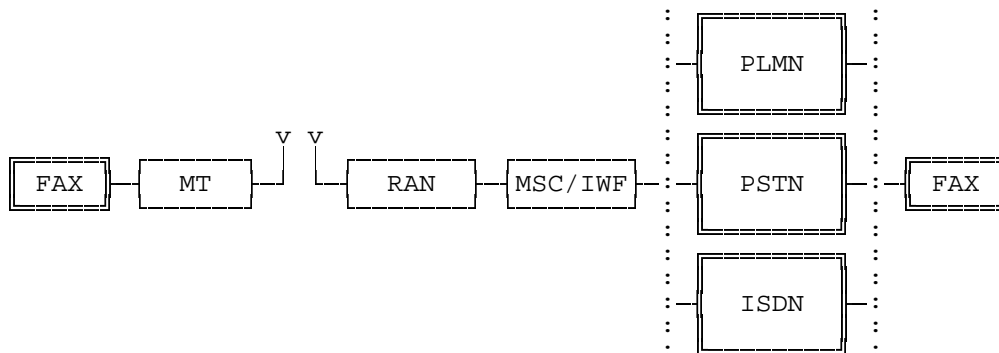 PLMN
v v
FAX MT RAN MSC/IWF PSTN FAX
ISDN